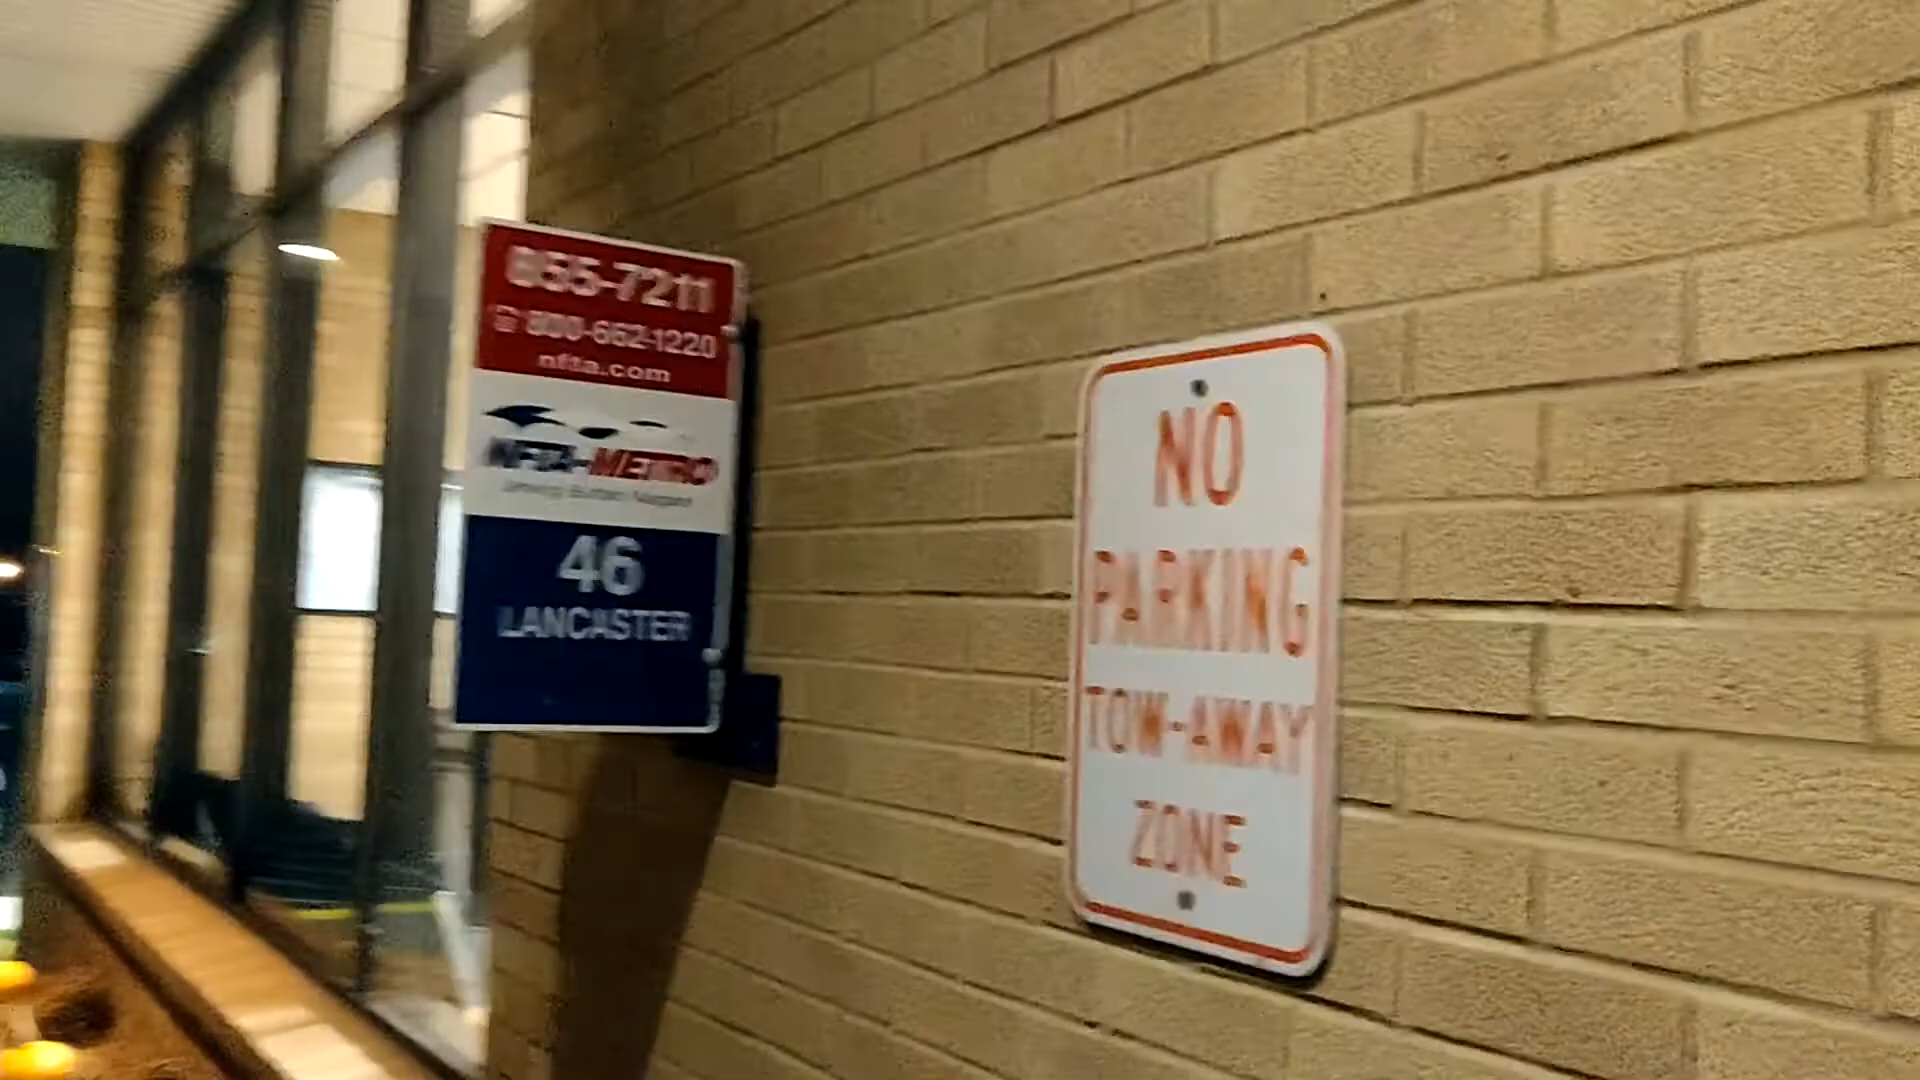 855-7211
800-662-1220
nfta.com
NFTA-METRO
46
LANCASTER
NO
PARKING
TOW-AWAY
ZONE